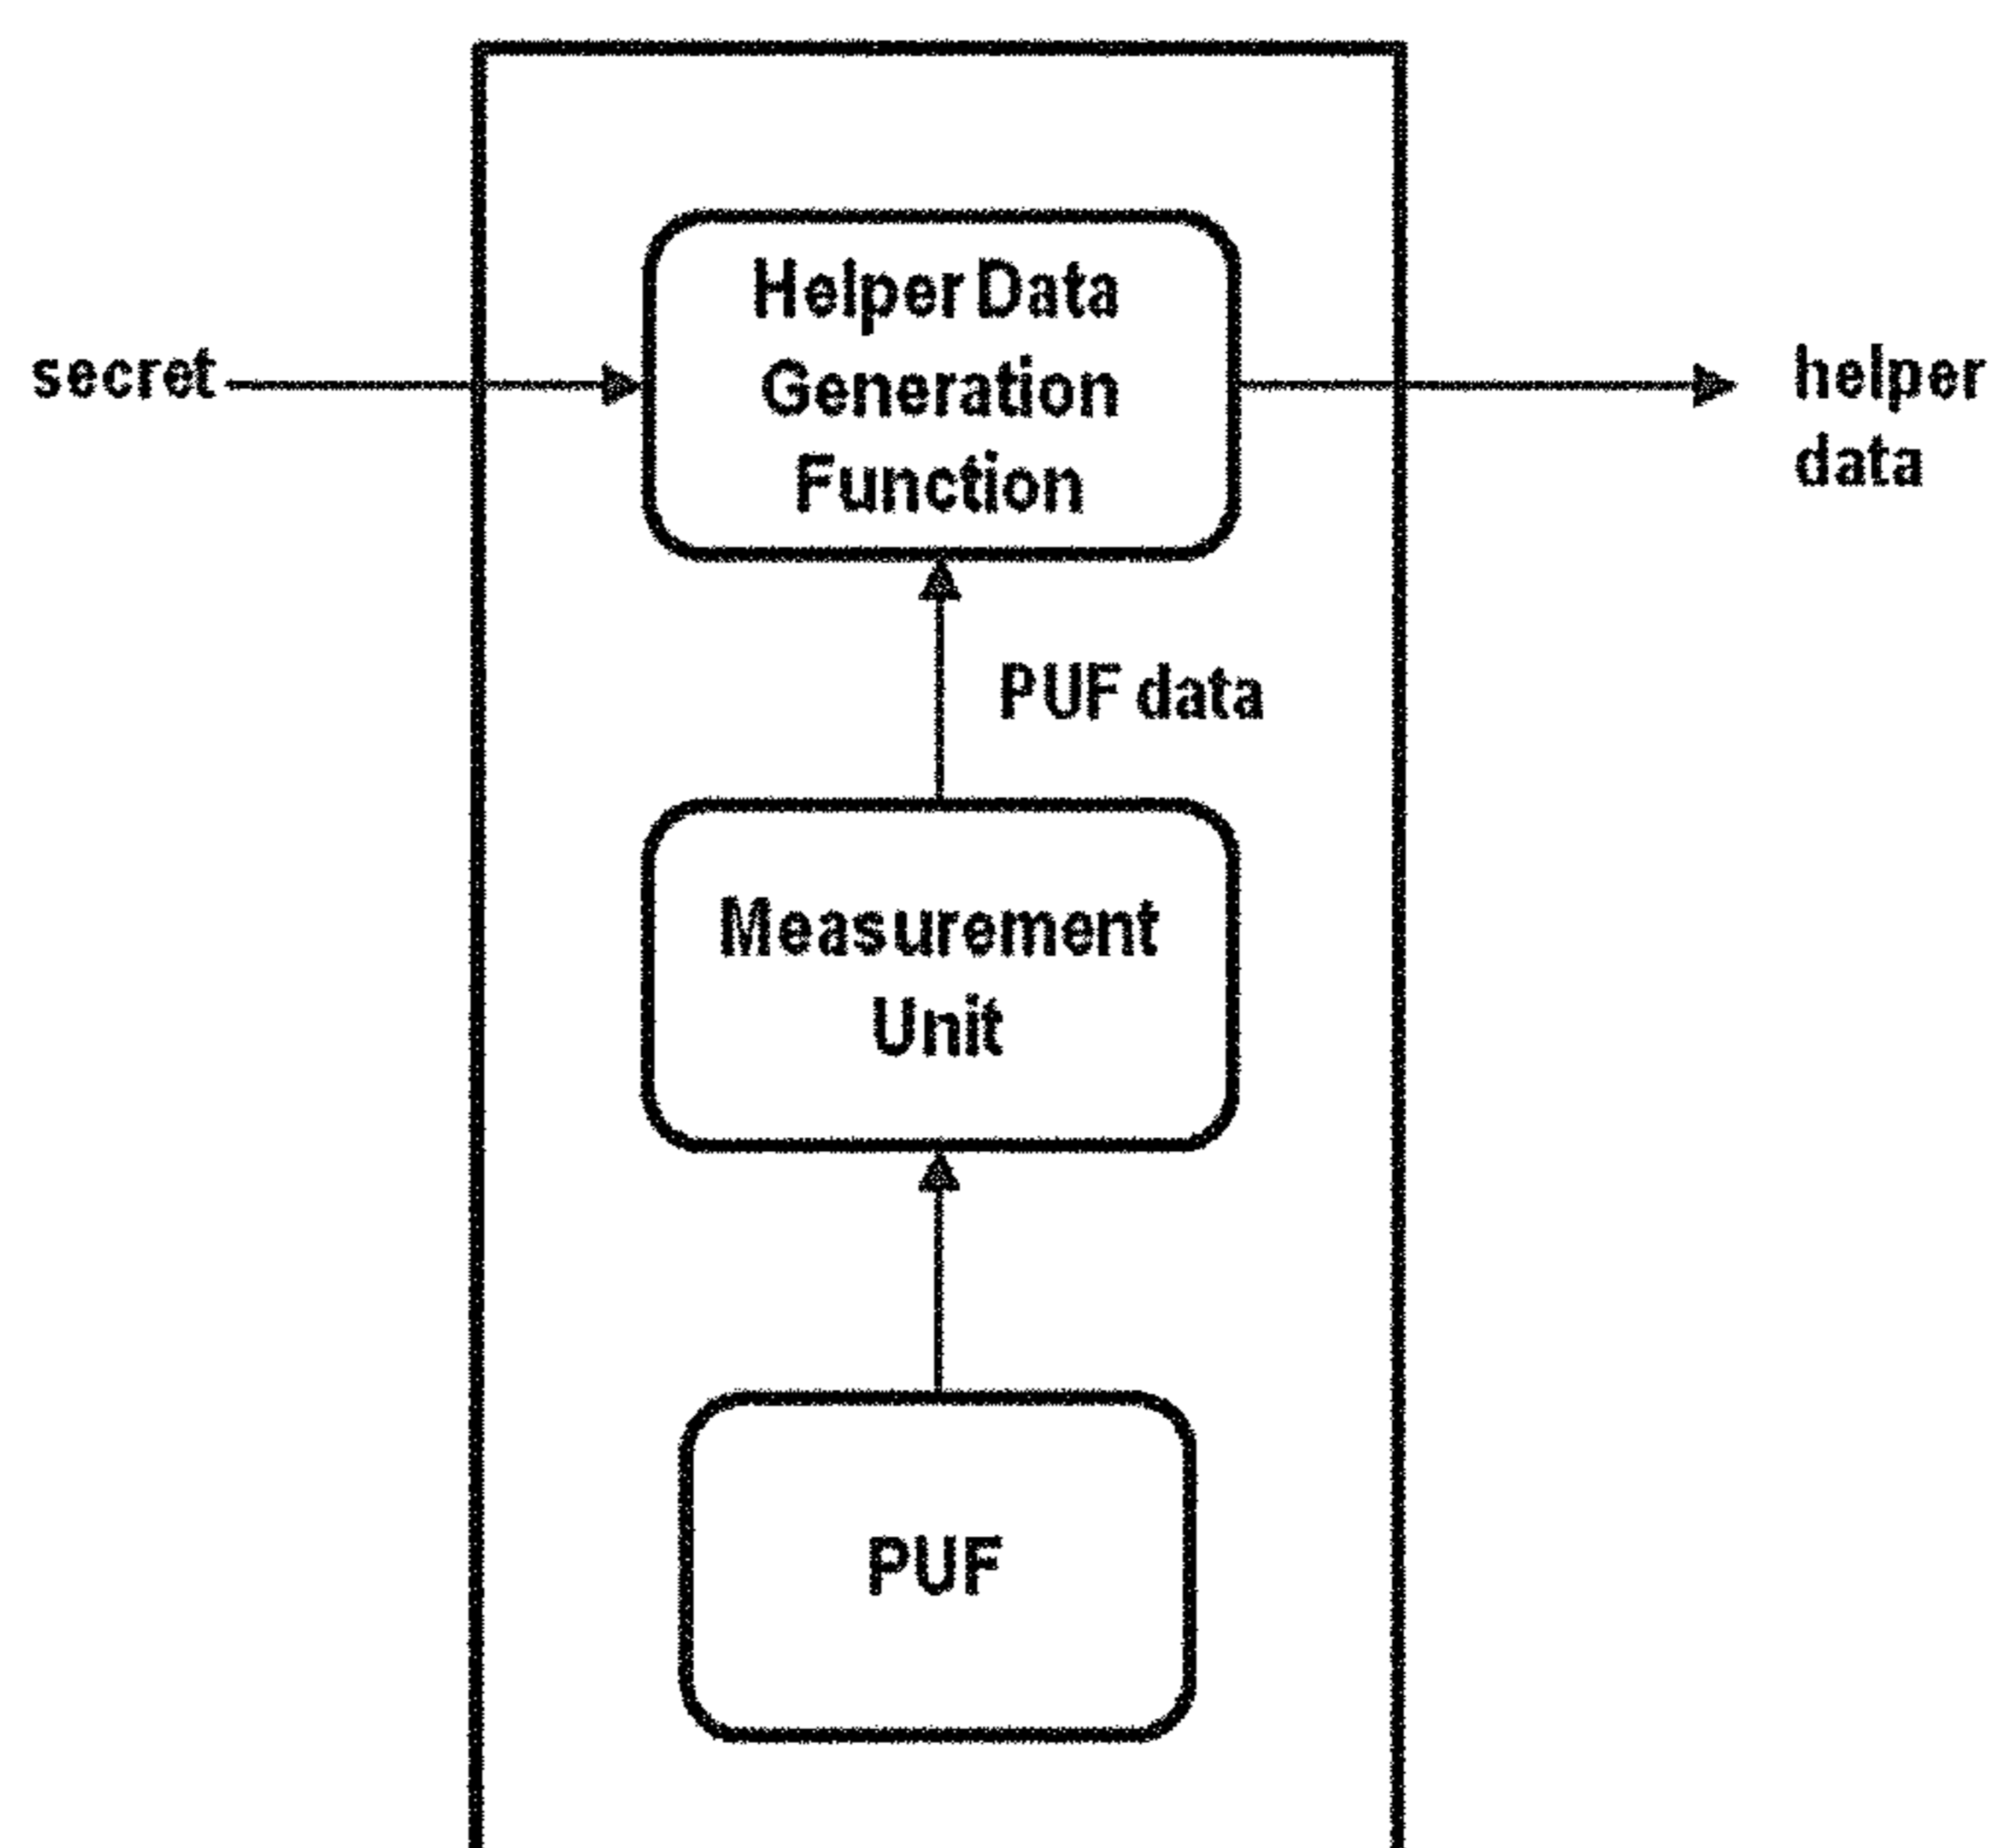 Helper Data
Generation
Function
secret
helper
data
PUF data
Measurement
Unit
PUF